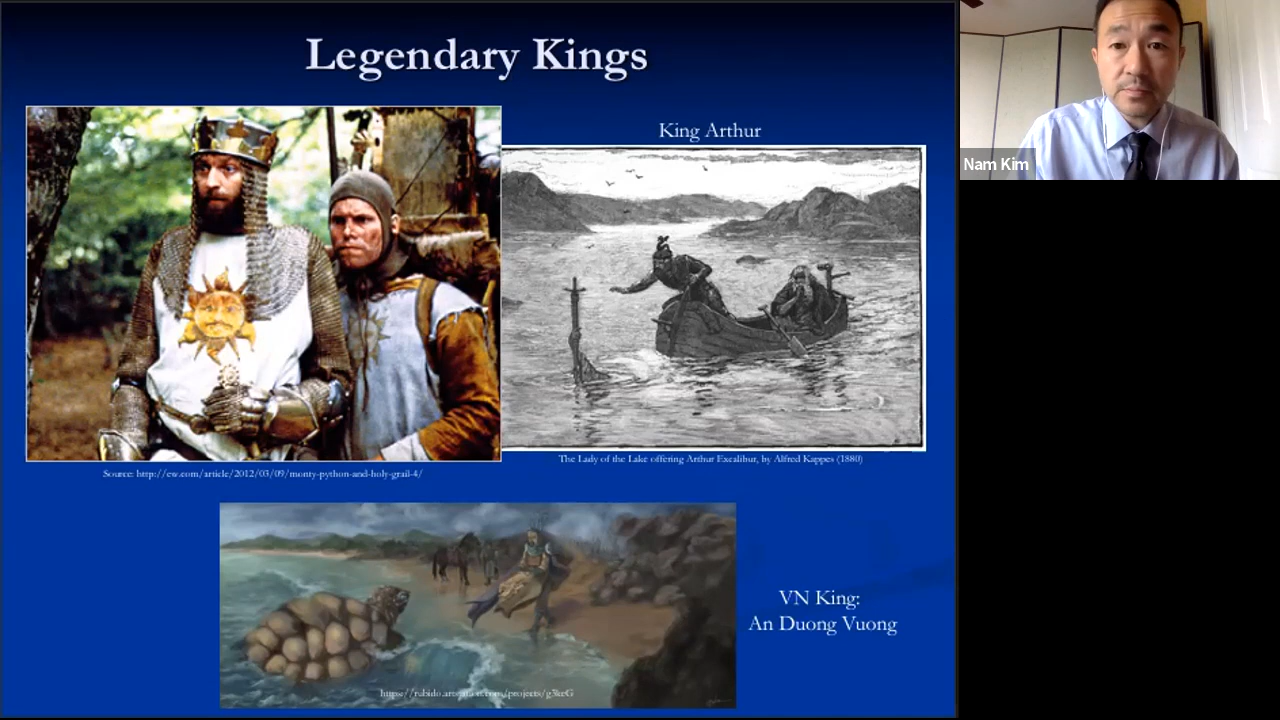 Legendary Kings
King Arthur
Nam Kim
The Lady of the Lake offering Arthur Excalibur, by Alfred Kappes (1880)
Source: http://ew.com/article/2012/03/09/monty-python-and-holy-grail-4/
VN King:
An Duong Vuong